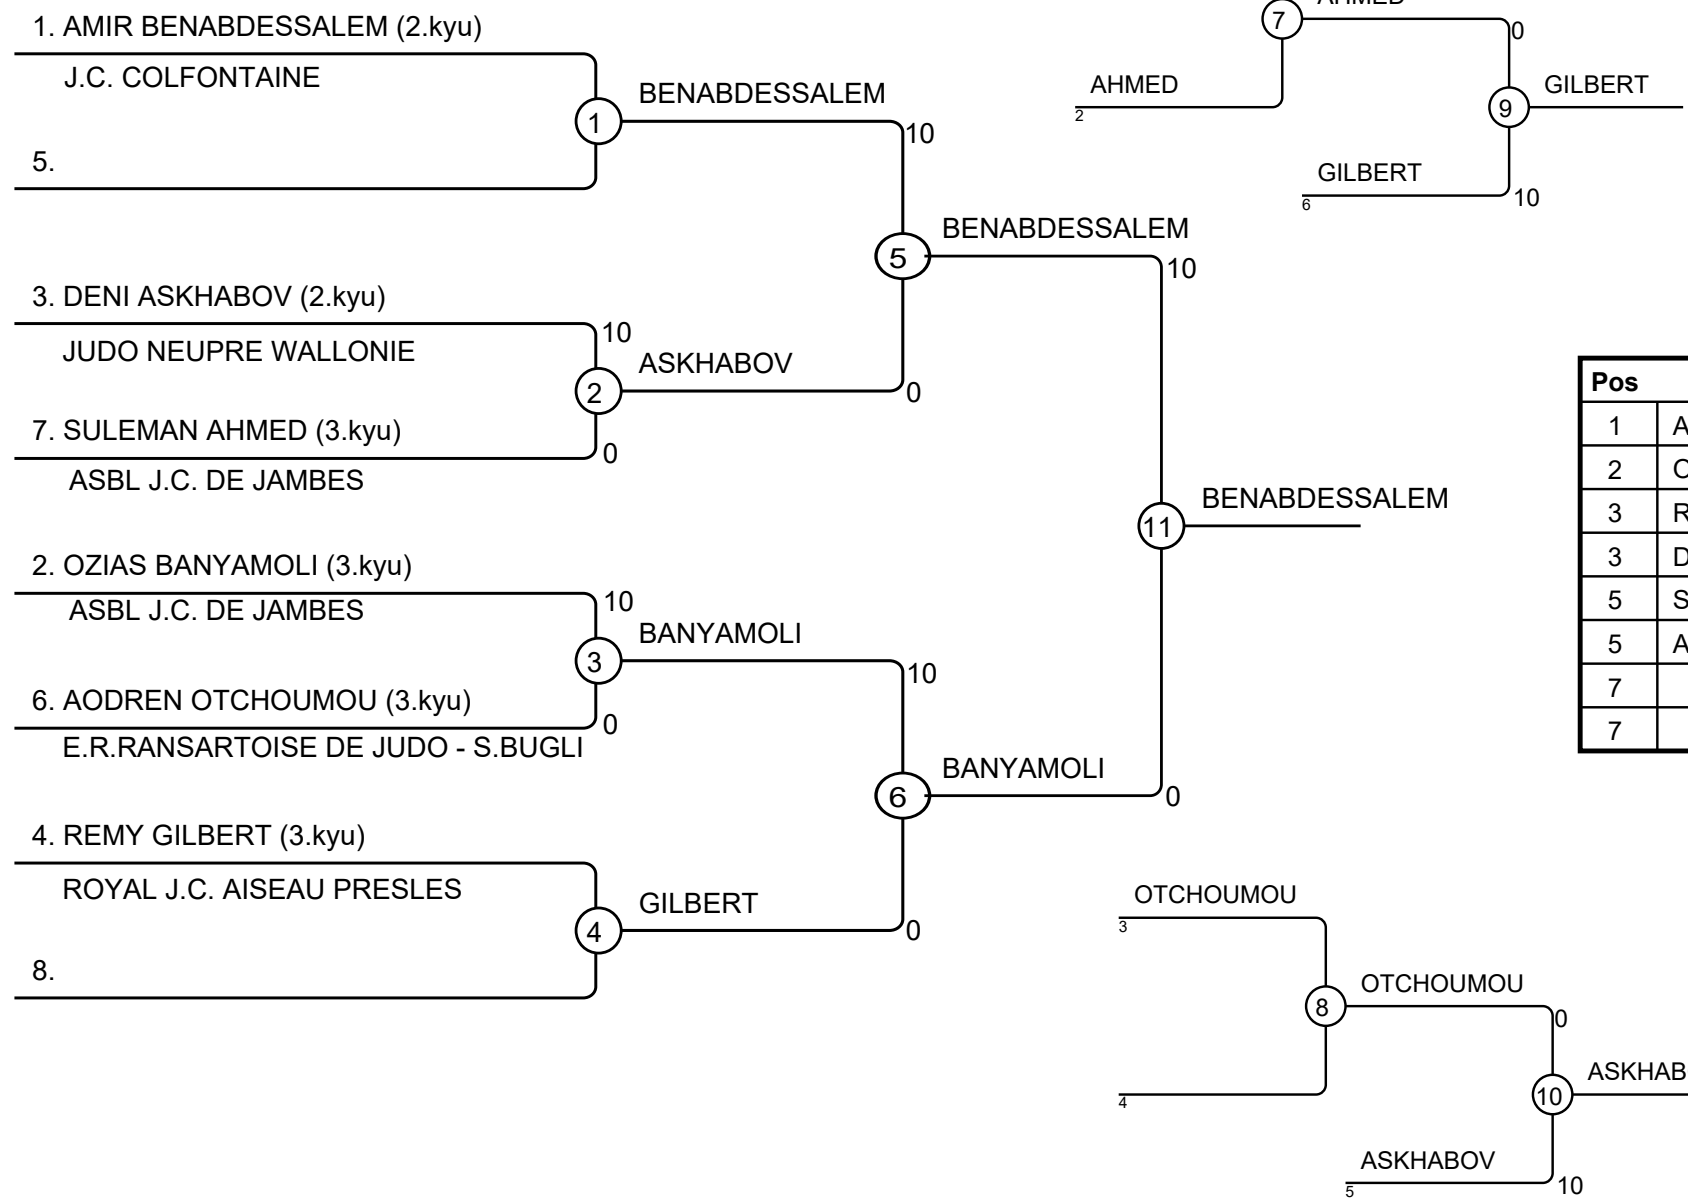 1. AMIR BENABDESSALEM (2.kyu)
J.C. COLFONTAINE
1
BENABDESSALEM
10
5.
5
BENABDESSALEM
10
3. DENI ASKHABOV (2.kyu)
10
JUDO NEUPRE WALLONIE
2
ASKHABOV
0
7. SULEMAN AHMED (3.kyu)
0
ASBL J.C. DE JAMBES
11
BENABDESSALEM
2. OZIAS BANYAMOLI (3.kyu)
10
ASBL J.C. DE JAMBES
3
BANYAMOLI
10
6. AODREN OTCHOUMOU (3.kyu)
0
E.R.RANSARTOISE DE JUDO - S.BUGLI
6
BANYAMOLI
0
4. REMY GILBERT (3.kyu)
ROYAL J.C. AISEAU PRESLES
4
GILBERT
0
8.
7
AHMED
0
AHMED
2
9
GILBERT
GILBERT
6
10
Pos
1 A
2 O
3 R
3 D
5 S
5 A
7
7
OTCHOUMOU
3
8
OTCHOUMOU
0
4
10
ASKHAB
ASKHABOV
5
10